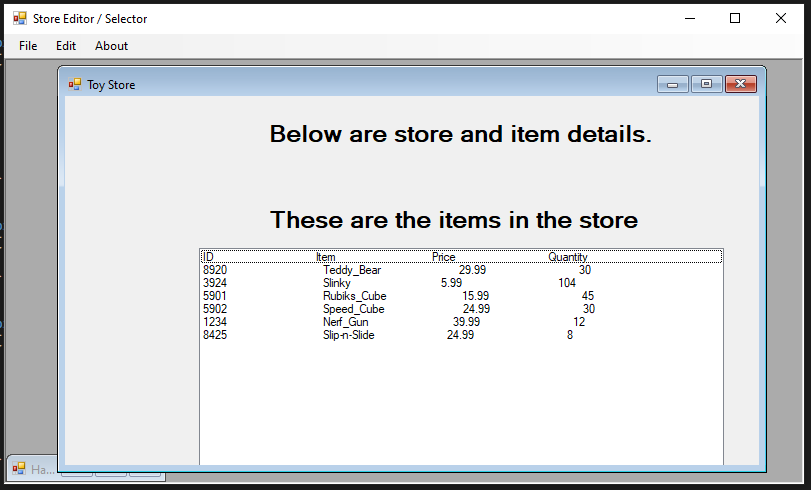 Store Editor / Selector
File Edit About
Toy Store
Below are store and item details.
These are the items in the store
ID Item Price Quantity
8920 Teddy_Bear 29.99 30
3924 Slinky 5.99 104
5901 Rubiks_Cube 15.99 45
5902 Speed_Cube 24.99 30
1234 Nerf_Gun 39.99 12
8425 Slip-n-Slide 24.99 8
Ha...